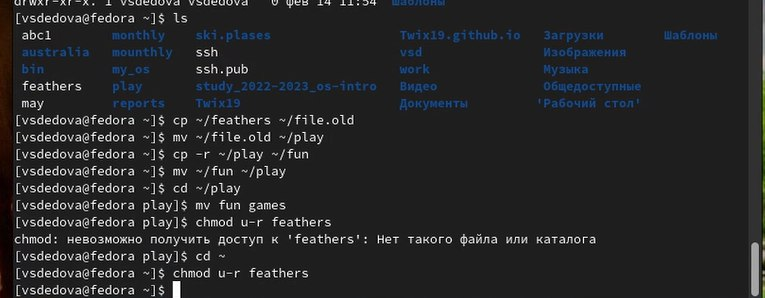 drwxr-xr-x. 1 vsdedova vsdedova   0 фев 14 11:54  Шаблоны
[vsdedova@fedora ~]$ ls
abc1       monthly   ski.plases                    Twix19.github.io   Загрузки         Шаблоны
australia  mounthly  ssh                           vsd                Изображения
bin        my_os     ssh.pub                       work               Музыка
feathers   play      study_2022-2023_os-intro      Видео              Общедоступные
may        reports   Twix19                        Документы         'Рабочий стол'
[vsdedova@fedora ~]$ cp ~/feathers ~/file.old
[vsdedova@fedora ~]$ mv ~/file.old ~/play
[vsdedova@fedora ~]$ cp -r ~/play ~/fun
[vsdedova@fedora ~]$ mv ~/fun ~/play
[vsdedova@fedora ~]$ cd ~/play
[vsdedova@fedora play]$ mv fun games
[vsdedova@fedora play]$ chmod u-r feathers
chmod: невозможно получить доступ к 'feathers': Нет такого файла или каталога
[vsdedova@fedora play]$ cd ~
[vsdedova@fedora ~]$ chmod u-r feathers
[vsdedova@fedora ~]$